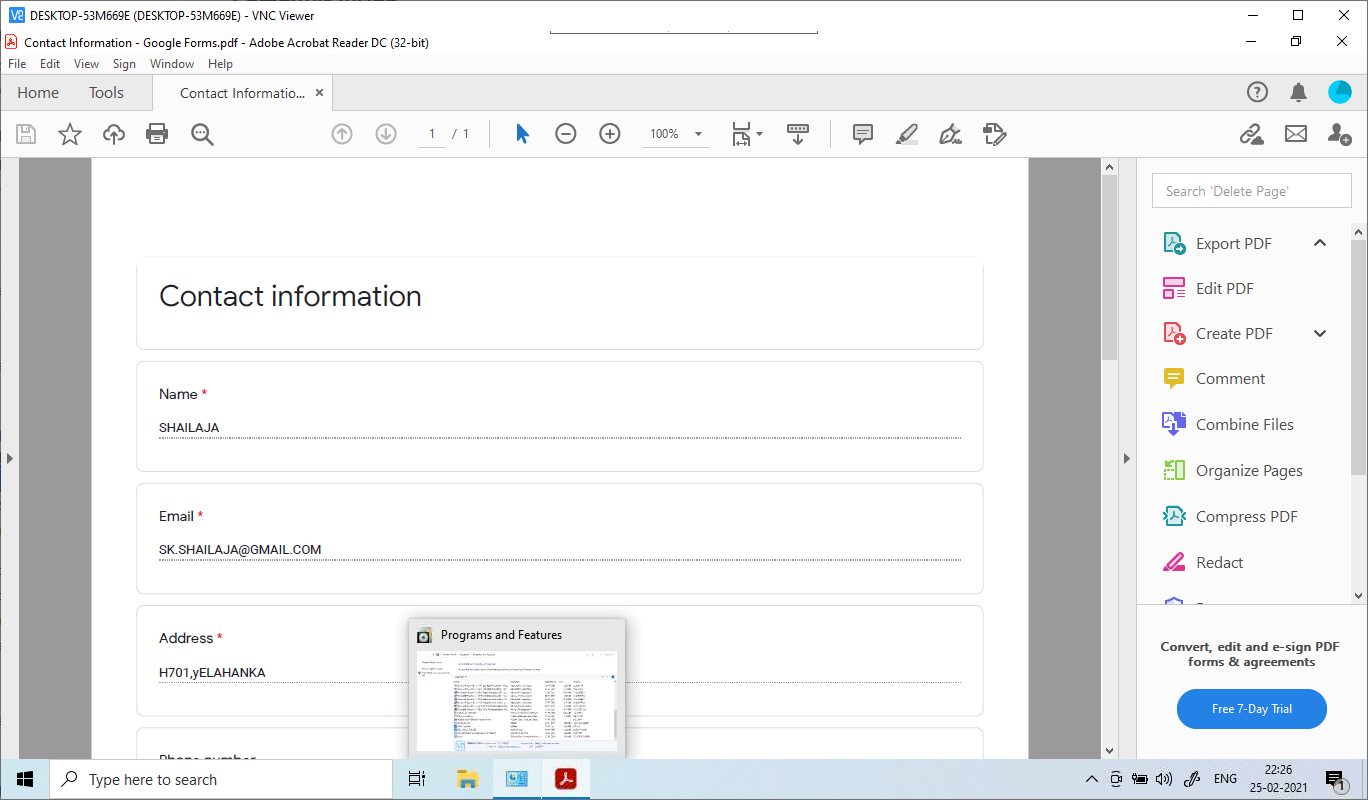 DESKTOP-53M669E (DESKTOP-53M669E) - VNC Viewer
Contact Information - Google Forms.pdf - Adobe Acrobat Reader DC (32-bit)
File Edit View Sign Window Help
Home Tools Contact Informatio...
1 / 1 100%
Search 'Delete Page'
Export PDF
Edit PDF
Create PDF
Comment
Combine Files
Organize Pages
Compress PDF
Redact
Convert, edit and e-sign PDF
forms & agreements
Free 7-Day Trial
Contact information
Name *
SHAILAJA
Email *
SK.SHAILAJA@GMAIL.COM
Address *
H701,yELAHANKA
Phone number
Programs and Features
Type here to search
ENG
22:26
25-02-2021
1